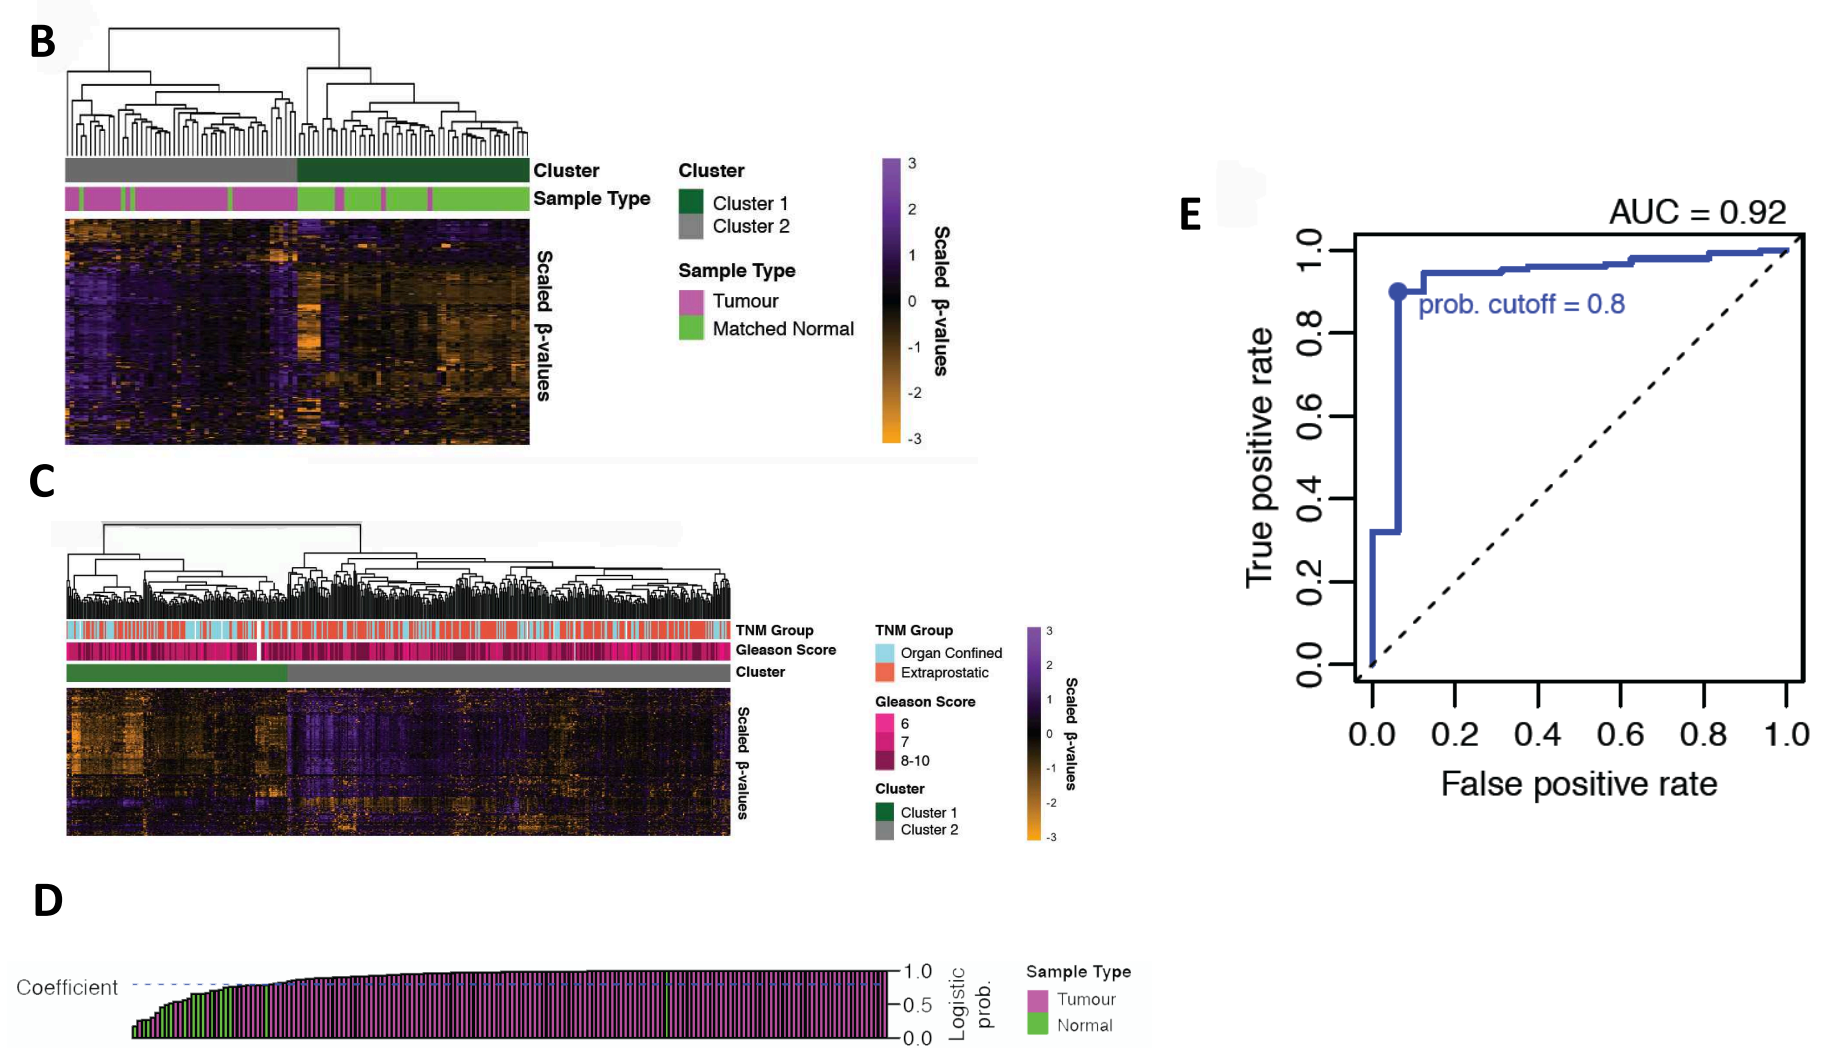 B
Cluster
Sample Type
Scaled β-values
Cluster
Cluster 1
Cluster 2
Sample Type
Tumour
Matched Normal
3
2
1
0
-1
-2
-3
Scaled β-values
C
TNM Group
Gleason Score
Cluster
Scaled β-values
TNM Group
Organ Confined
Extraprostatic
Gleason Score
6
7
8-10
Cluster
Cluster 1
Cluster 2
3
2
1
0
-1
-2
-3
Scaled β-values
D
Coefficient
1.0
0.5
0.0
Logistic
prob.
Sample Type
Tumour
Normal
E
AUC = 0.92
prob. cutoff = 0.8
True positive rate
1.0
0.8
0.6
0.4
0.2
0.0
0.0 0.2 0.4 0.6 0.8 1.0
False positive rate